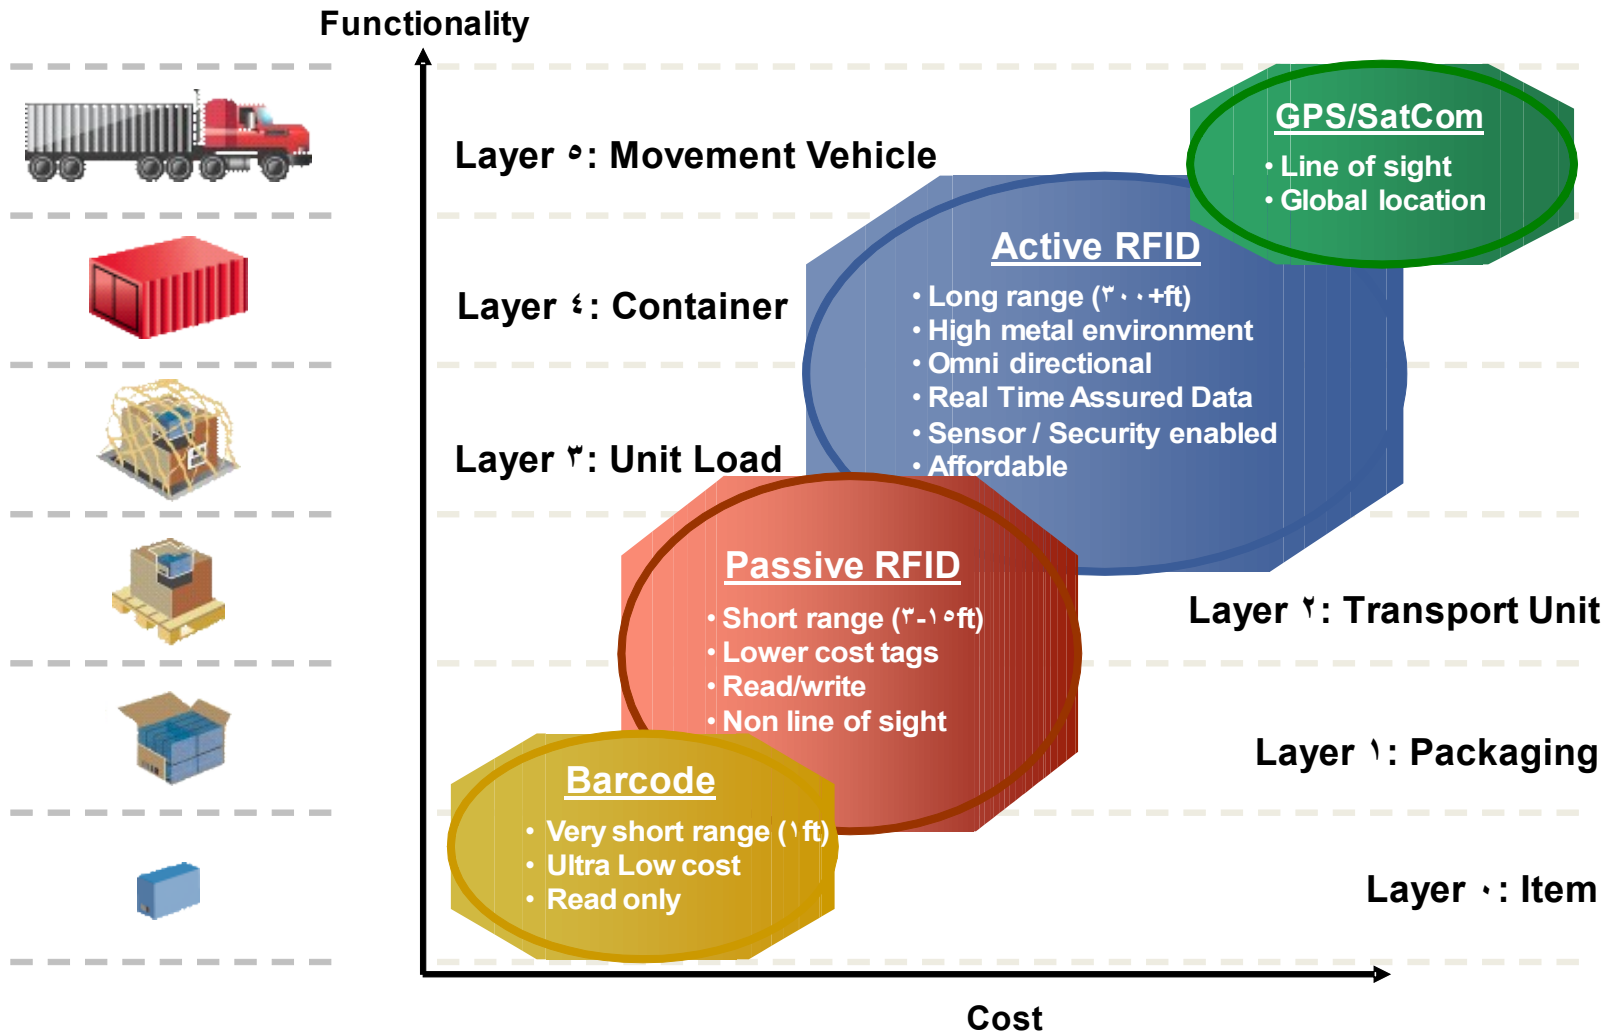 Functionality
GPS/SatCom
• Line of sight
• Global location
Layer ٥: Movement Vehicle
Active RFID
• Long range (٣٠٠+ft)
• High metal environment
• Omni directional
• Real Time Assured Data
• Sensor / Security enabled
• Affordable
Layer ٤: Container
Layer ٣: Unit Load
Passive RFID
• Short range (٣-١٥ft)
• Lower cost tags
• Read/write
• Non line of sight
Layer ٢: Transport Unit
Layer ١: Packaging
Barcode
• Very short range (١ft)
• Ultra Low cost
• Read only
Layer ٠: Item
Cost